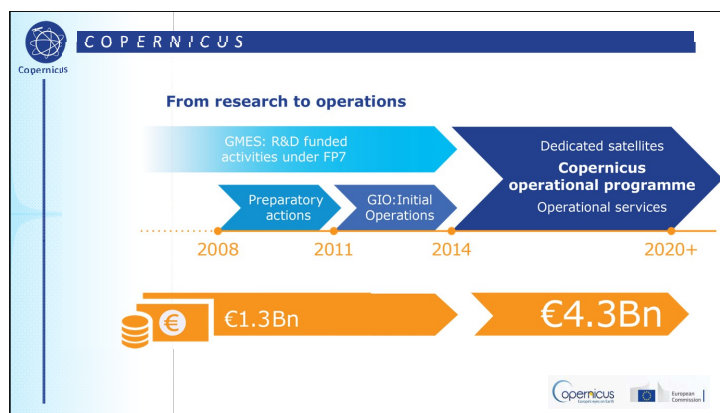 COPERNICUS
Copernicus
From research to operations
GMES: R&D funded
activities under FP7
Dedicated satellites
Copernicus
operational programme
Operational services
Preparatory
actions
GIO:Initial
Operations
2008
2011
2014
2020+
€
€1.3Bn
€4.3Bn
opernicus
European
Commission